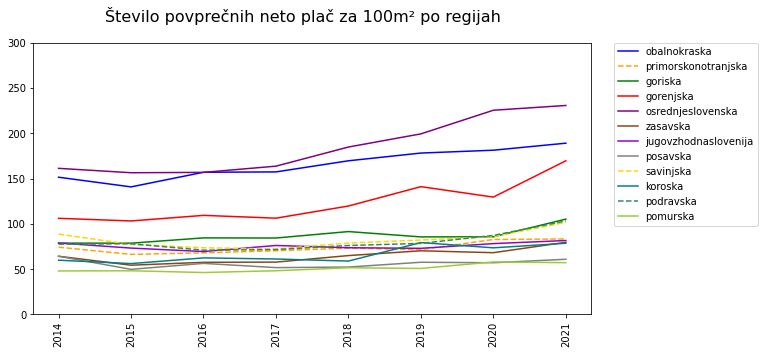 Število povprečnih neto plač za 100m² po regijah
300
250
200
150
100
50
0
2014
2015
2016
2017
2018
2019
2020
2021
obalnokraska
primorskonotranjska
goriska
gorenjska
osrednjeslovenska
zasavska
jugovzhodnaslovenija
posavska
savinjska
koroska
podravska
pomurska